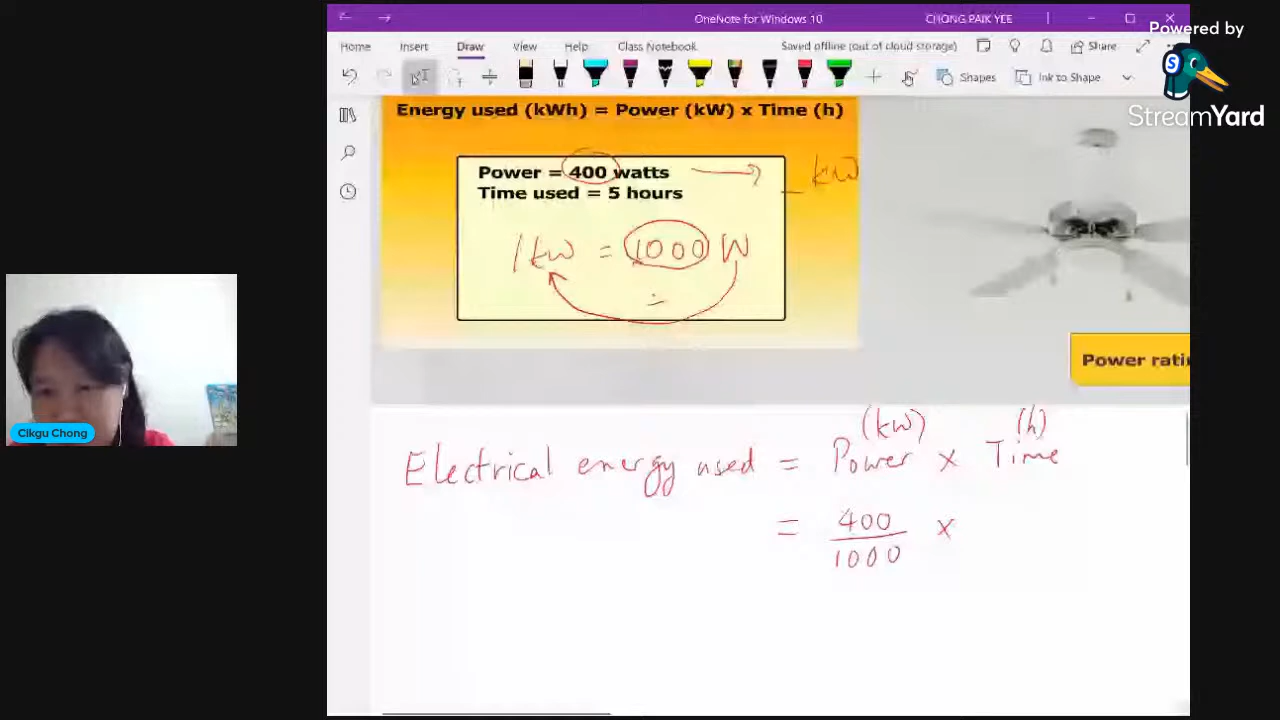 OneNote for Windows 10
CHONG PAIK YEE
Powered by
StreamYard
Home Insert Draw View Help Class Notebook
Saved offline (out of cloud storage)
Share
Shapes
Ink to Shape
Energy used (kWh) = Power (kW) x Time (h)
Power = 400 watts → _ kW
Time used = 5 hours
1 kW = 1000 W
÷
Power rati
Cikgu Chong
(kW) (h)
Electrical energy used = Power × Time
= 400/1000 ×